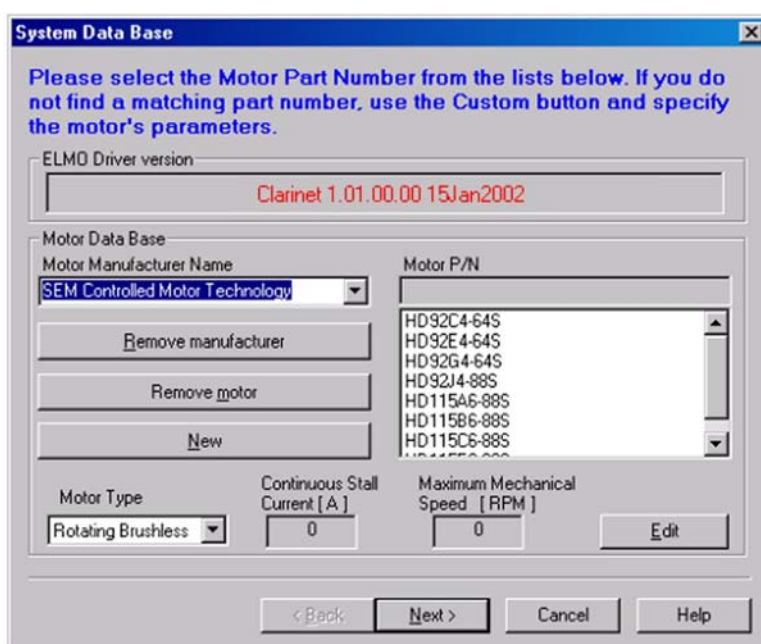 System Data Base
Please select the Motor Part Number from the lists below. If you do
not find a matching part number, use the Custom button and specify
the motor's parameters.
ELMO Driver version
Clarinet 1.01.00.00 15Jan2002
Motor Data Base
Motor Manufacturer Name
SEM Controlled Motor Technology
Remove manufacturer
Remove motor
New
Motor P/N
HD92C4-64S
HD92E4-64S
HD92G4-64S
HD92J4-88S
HD115A6-88S
HD115B6-88S
HD115C6-88S
Motor Type
Rotating Brushless
Continuous Stall
Current [ A ]
0
Maximum Mechanical
Speed [ RPM ]
0
Edit
< Back
Next >
Cancel
Help